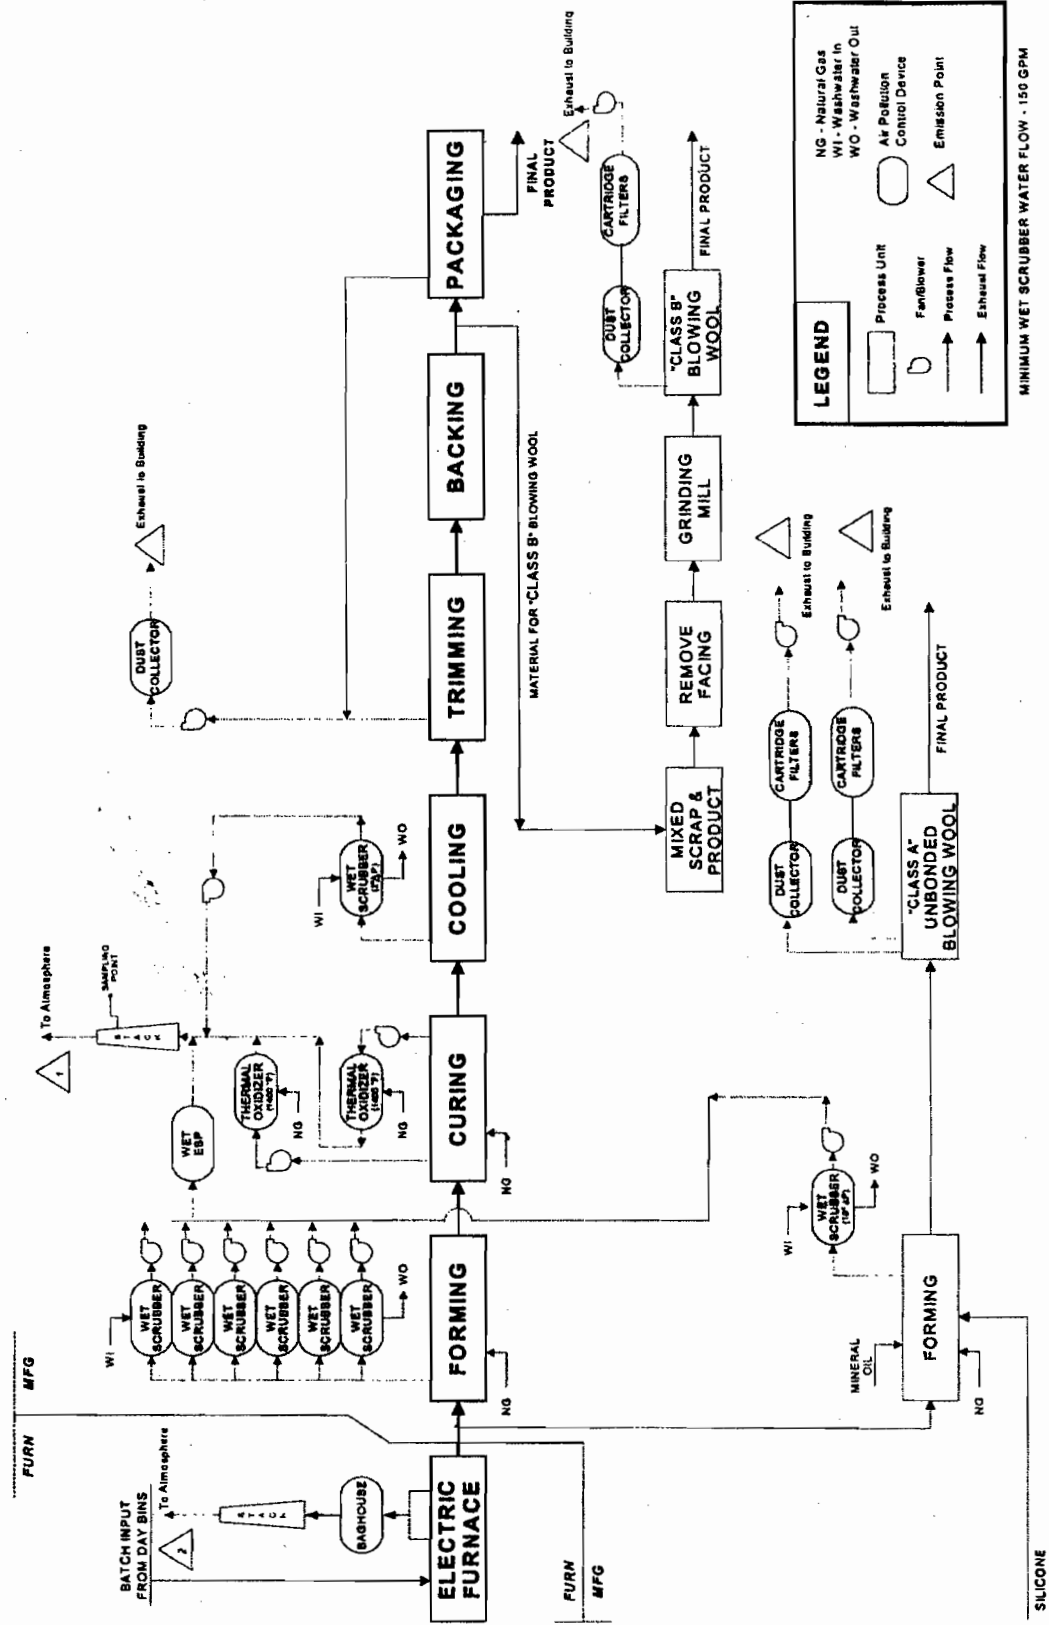 FURN
MFG
BATCH INPUT
FROM DAY BINS
To Atmosphere
2
STACK
BAGHOUSE
ELECTRIC
FURNACE
FURN
MFG
WI
WET
SCRUBBER
WET
SCRUBBER
WET
SCRUBBER
WET
SCRUBBER
WET
SCRUBBER
WET
SCRUBBER
WO
FORMING
NG
To Atmosphere
1
SAMPLING
POINT
STACK
WET
ESP
THERMAL
OXIDIZER
(1400 °F)
NG
THERMAL
OXIDIZER
(1400 °F)
NG
CURING
NG
WI
WET
SCRUBBER
WO
COOLING
DUST
COLLECTOR
Exhaust to Building
TRIMMING
BACKING
PACKAGING
FINAL
PRODUCT
MATERIAL FOR "CLASS B" BLOWING WOOL
MIXED
SCRAP &
PRODUCT
REMOVE
FACING
GRINDING
MILL
"CLASS B"
BLOWING
WOOL
FINAL PRODUCT
DUST
COLLECTOR
CARTRIDGE
FILTERS
Exhaust to Building
SILICONE
MINERAL
OIL
FORMING
NG
WI
WET
SCRUBBER
WO
"CLASS A"
UNBONDED
BLOWING WOOL
FINAL PRODUCT
DUST
COLLECTOR
CARTRIDGE
FILTERS
Exhaust to Building
DUST
COLLECTOR
CARTRIDGE
FILTERS
Exhaust to Building
LEGEND
NG - Natural Gas
WI - Washwater In
WO - Washwater Out
Process Unit
Air Pollution
Control Device
Fan/Blower
Emission Point
Process Flow
Exhaust Flow
MINIMUM WET SCRUBBER WATER FLOW - 150 GPM